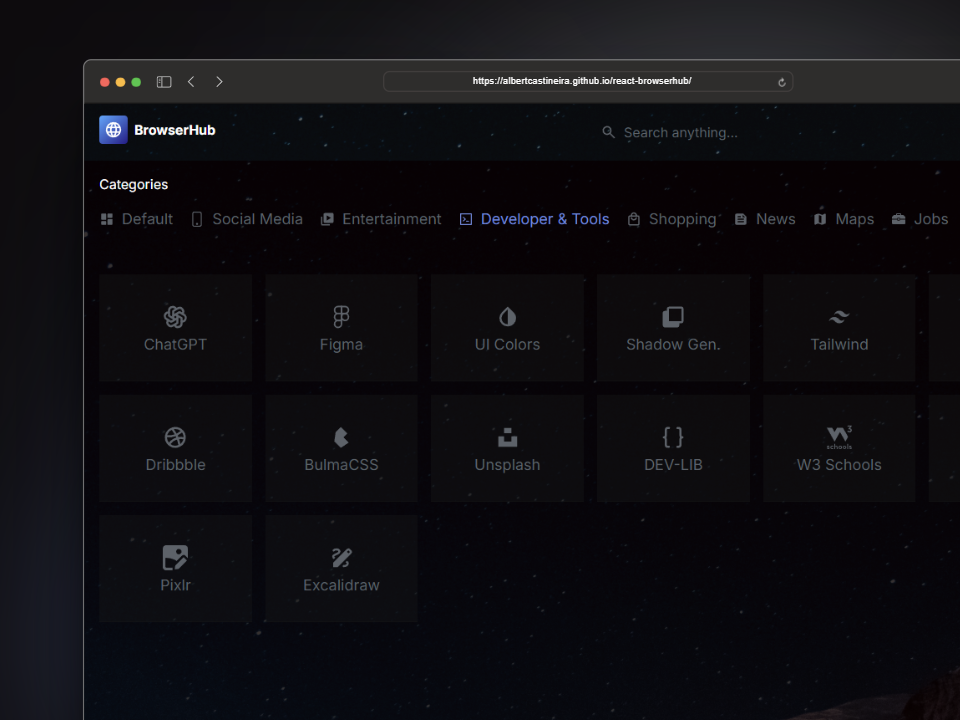 https://albertcastineira.github.io/react-browserhub/
BrowserHub
Search anything...
Categories
Default Social Media Entertainment Developer & Tools Shopping News Maps Jobs
ChatGPT Figma UI Colors Shadow Gen. Tailwind
W3 schools
Dribbble BulmaCSS Unsplash DEV-LIB W3 Schools
Pixlr Excalidraw